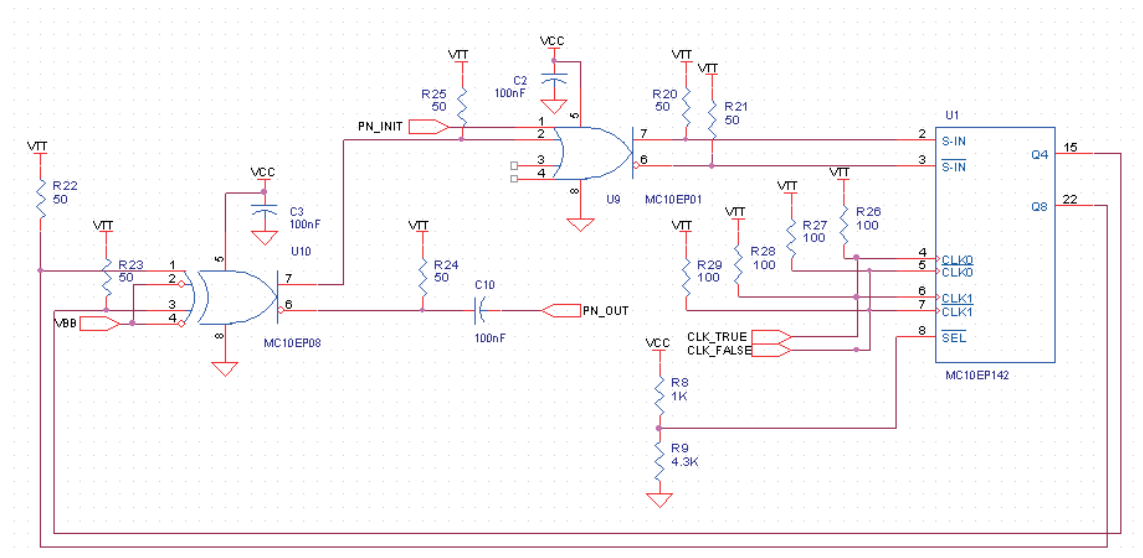 VCC
VTT
C2
100nF
VTT
VTT
R25
50
R20
50
R21
50
PN_INIT
1
2
3
4
5
8
7
6
U9
MC10EP01
U1
2
S-IN
3
S-IN
Q4
15
Q8
22
VTT
R22
50
VCC
C3
100nF
VTT
R23
50
U10
1
2
3
4
5
8
7
6
VBB
MC10EP08
VTT
R24
50
C10
100nF
PN_OUT
VTT
R26
100
VTT
R27
100
VTT
R28
100
VTT
R29
100
4
CLK0
5
CLK0
6
CLK1
7
CLK1
8
SEL
CLK_TRUE
CLK_FALSE
MC10EP142
VCC
R8
1K
R9
4.3K